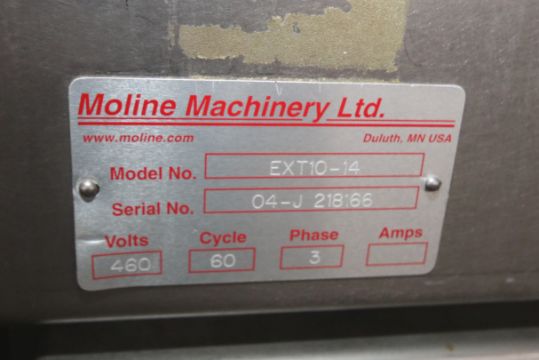 Moline Machinery Ltd.
www.moline.com Duluth, MN USA
Model No. EXT10-14
Serial No. 04-J 218166
Volts Cycle Phase Amps
460 60 3